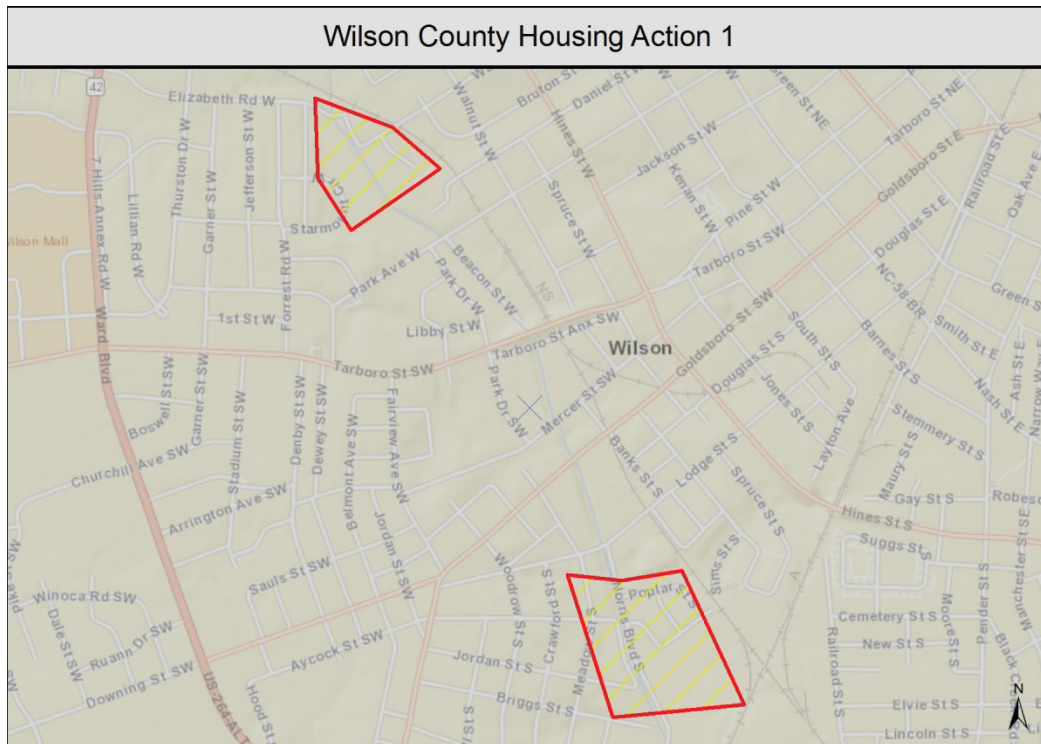 Wilson County Housing Action 1
42
Elizabeth Rd W
Walnut St W
Bruton St
Daniel St W
Hines St W
Green St NE
Tarboro St NE
Goldsboro St E
Railroad St E
Oak Ave E
7-Hills Annex Rd W
Lillian Rd W
Thurston Dr W
Garner St W
Jefferson St W
Forrest Rd W
Starmo
nt Cir
Jackson St W
Kenan St W
Pine St W
Spruce St W
Tarboro St SW
Douglas St E
NC-58 BR
Green S
Smith St E
Wilson Mall
Park Ave W
Beacon St W
Park Dr W
NS
Libby St W
1st St W
Ward Blvd
Tarboro St Anx SW
Wilson
Goldsboro St SW
South St S
Barnes St S
Nash St E
Ash St E
Narrow Way E
Tarboro St SW
Douglas St S
Jones St S
Boswell St SW
Garner St SW
Stadium St SW
Denby St SW
Dewey St SW
Belmont Ave SW
Fairview Ave SW
Park Dr SW
Mercer St SW
Banks St S
Lodge St S
Layton Ave
Stemmery St S
Maury St S
Churchill Ave SW
Arrington Ave SW
Jordan St SW
Spruce St S
Gay St S
Robeso
Hines St S
Suggs St S
Manchester St SE
Pender St S
Sauls St SW
Woodrow St S
Crawford St S
Meadow St S
Norris Blvd S
Poplar St S
Sims St S
Winoca Rd SW
Dale St SW
Ruann Dr SW
Downing St SW
Aycock St SW
Hood St S
US-264-ALT
Jordan St S
Briggs St S
Cemetery St S
New St S
Moore St S
Railroad St S
Black C
Elvie St S
Lincoln St S
N